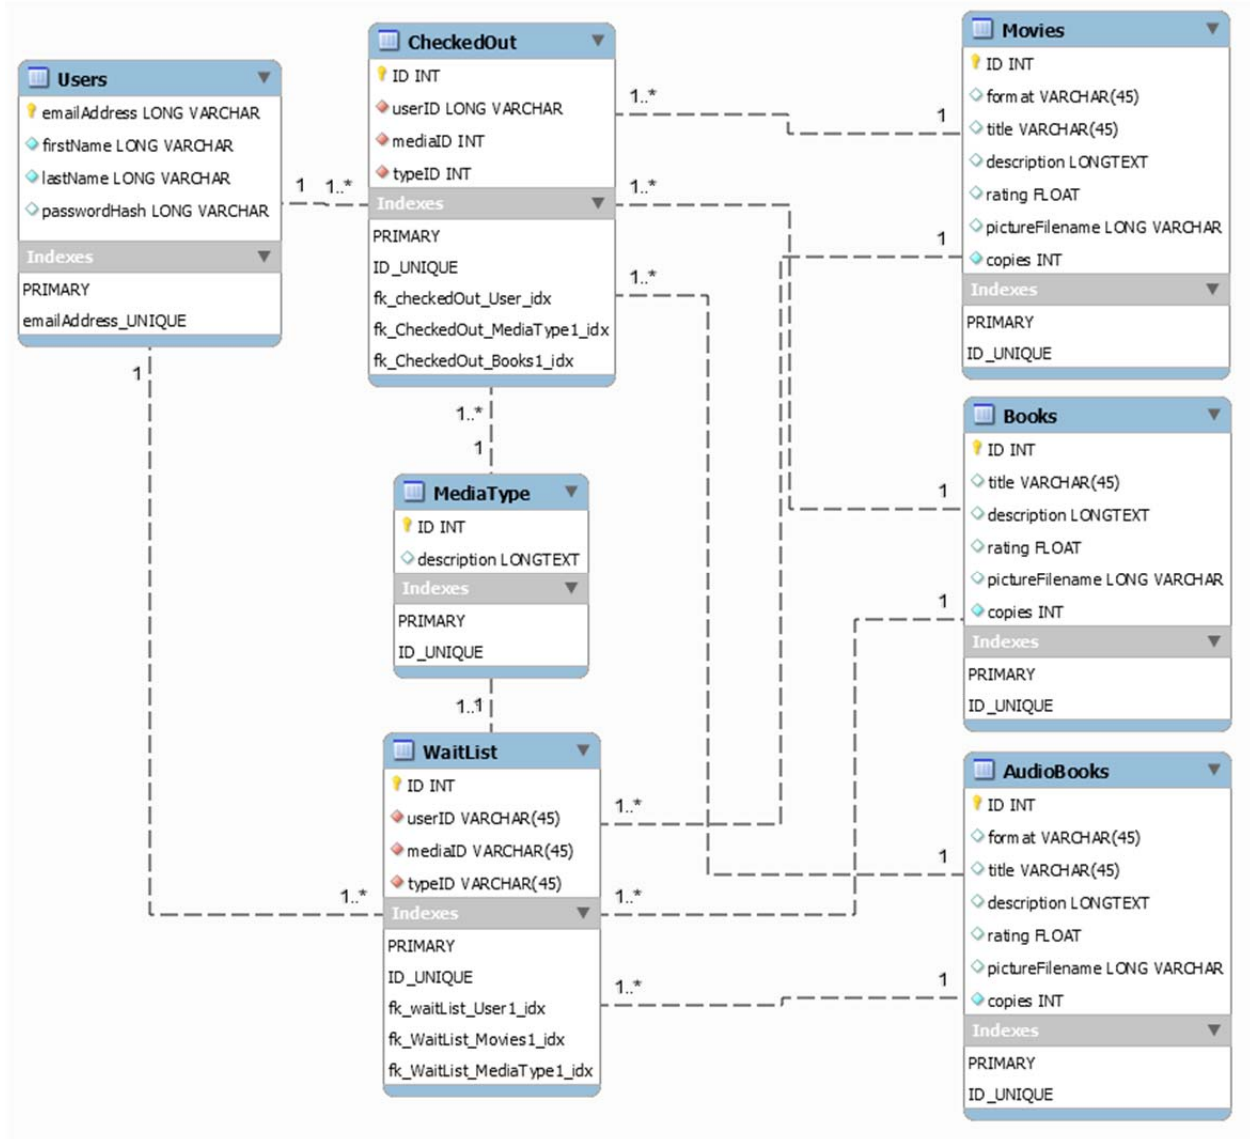 Users
emailAddress LONG VARCHAR
firstName LONG VARCHAR
lastName LONG VARCHAR
passwordHash LONG VARCHAR
Indexes
PRIMARY
emailAddress_UNIQUE
1
1..*
1
1..*
CheckedOut
ID INT
userID LONG VARCHAR
mediaID INT
typeID INT
Indexes
PRIMARY
ID_UNIQUE
fk_checkedOut_User_idx
fk_CheckedOut_MediaType1_idx
fk_CheckedOut_Books1_idx
1..*
1..*
1..*
1..*
1
MediaType
ID INT
description LONGTEXT
Indexes
PRIMARY
ID_UNIQUE
1..1
WaitList
ID INT
userID VARCHAR(45)
mediaID VARCHAR(45)
typeID VARCHAR(45)
Indexes
PRIMARY
ID_UNIQUE
fk_waitList_User1_idx
fk_WaitList_Movies1_idx
fk_WaitList_MediaType1_idx
1..*
1..*
1..*
1
1
Movies
ID INT
format VARCHAR(45)
title VARCHAR(45)
description LONGTEXT
rating FLOAT
pictureFilename LONG VARCHAR
copies INT
Indexes
PRIMARY
ID_UNIQUE
1
1
Books
ID INT
title VARCHAR(45)
description LONGTEXT
rating FLOAT
pictureFilename LONG VARCHAR
copies INT
Indexes
PRIMARY
ID_UNIQUE
1
1
AudioBooks
ID INT
format VARCHAR(45)
title VARCHAR(45)
description LONGTEXT
rating FLOAT
pictureFilename LONG VARCHAR
copies INT
Indexes
PRIMARY
ID_UNIQUE